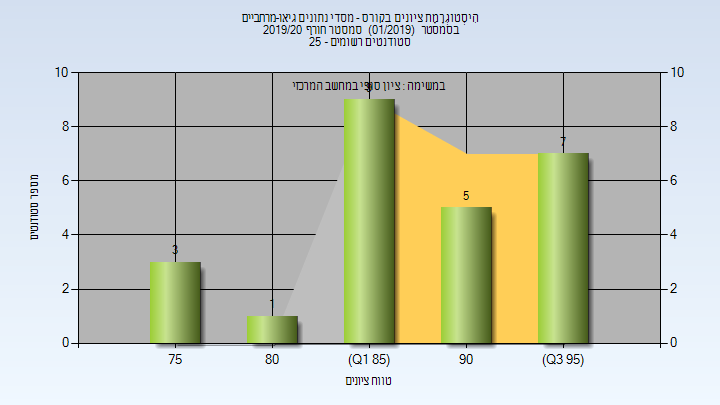 היסטוגרמת ציונים בקורס - מסדי נתונים גיאו-מרחביים
בסמסטר (01/2019) סמסטר חורף 2019/20
סטודנטים רשומים - 25
במשימה : ציון סופי במחשב המרכזי
10 10
8 8
6 6
4 4
2 2
0 0
מספר סטודנטים
3
1
9
5
7
75 80 (Q1 85) 90 (Q3 95)
טווח ציונים